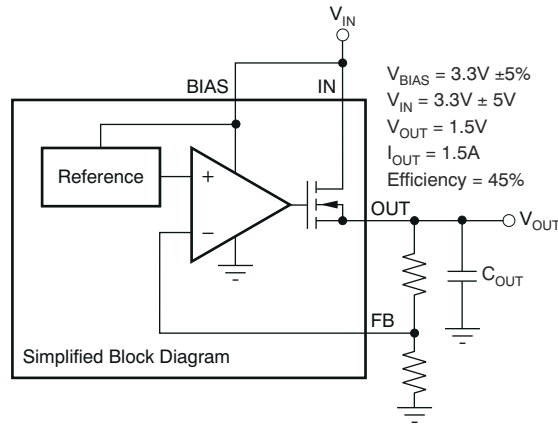 V_IN
BIAS
IN
V_BIAS = 3.3V ±5%
V_IN = 3.3V ± 5V
V_OUT = 1.5V
I_OUT = 1.5A
Efficiency = 45%
Reference
+
−
OUT
V_OUT
C_OUT
FB
Simplified Block Diagram